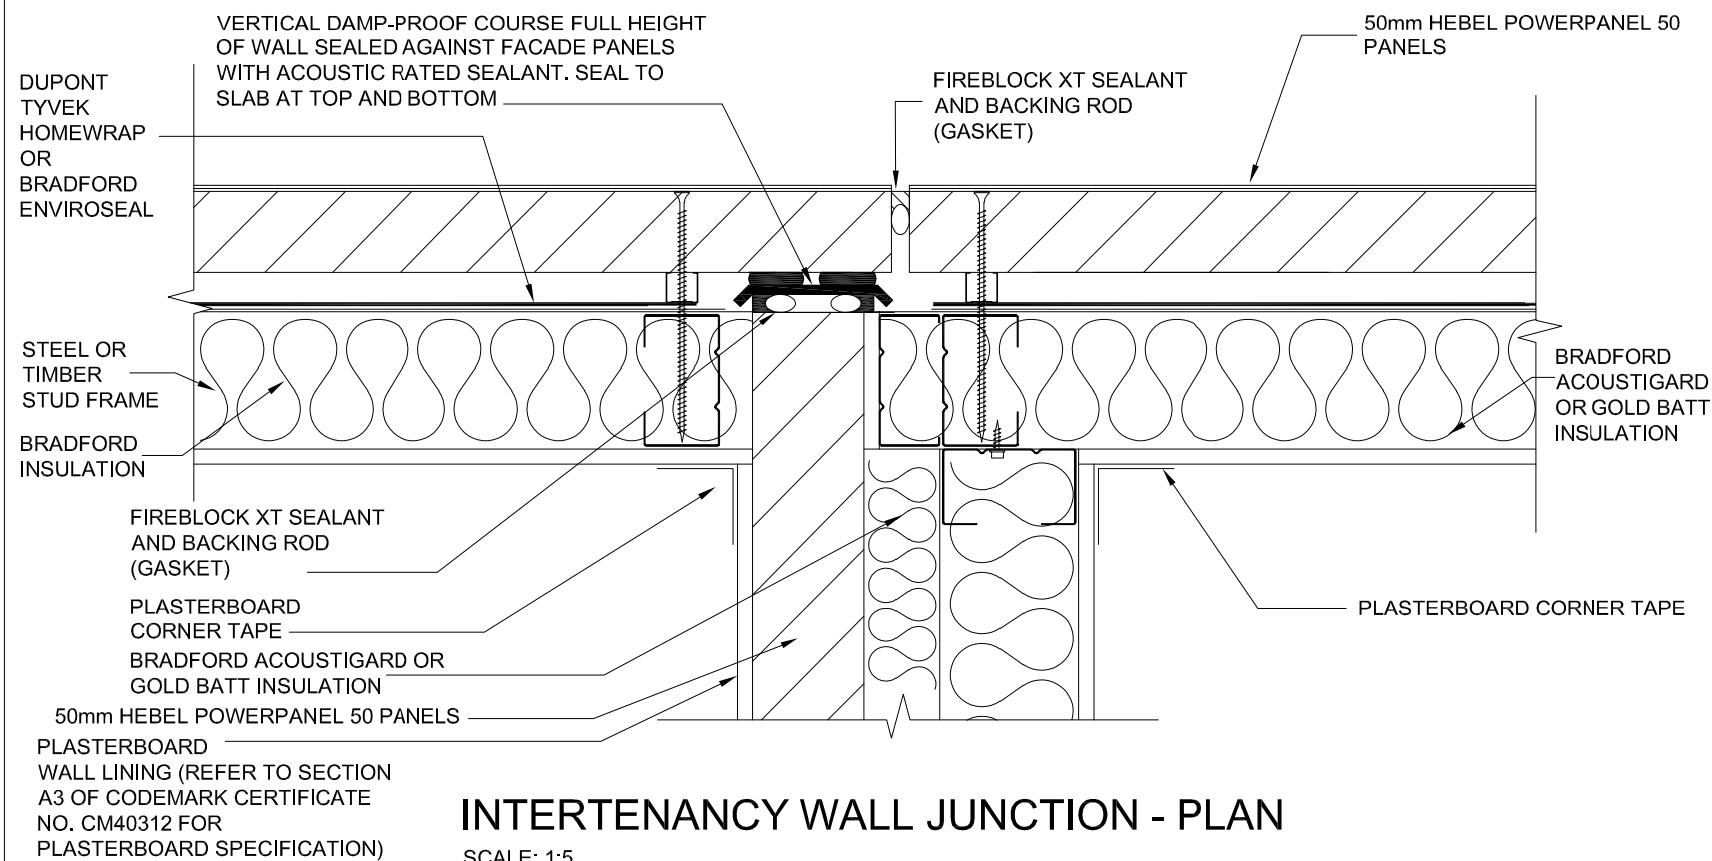 VERTICAL DAMP-PROOF COURSE FULL HEIGHT
OF WALL SEALED AGAINST FACADE PANELS
WITH ACOUSTIC RATED SEALANT. SEAL TO
SLAB AT TOP AND BOTTOM
50mm HEBEL POWERPANEL 50
PANELS
DUPONT
TYVEK
HOMEWRAP
OR
BRADFORD
ENVIROSEAL
FIREBLOCK XT SEALANT
AND BACKING ROD
(GASKET)
STEEL OR
TIMBER
STUD FRAME
BRADFORD
INSULATION
BRADFORD
ACOUSTIGARD
OR GOLD BATT
INSULATION
FIREBLOCK XT SEALANT
AND BACKING ROD
(GASKET)
PLASTERBOARD
CORNER TAPE
PLASTERBOARD CORNER TAPE
BRADFORD ACOUSTIGARD OR
GOLD BATT INSULATION
50mm HEBEL POWERPANEL 50 PANELS
PLASTERBOARD
WALL LINING (REFER TO SECTION
A3 OF CODEMARK CERTIFICATE
NO. CM40312 FOR
PLASTERBOARD SPECIFICATION)
INTERTENANCY WALL JUNCTION - PLAN
SCALE: 1:5